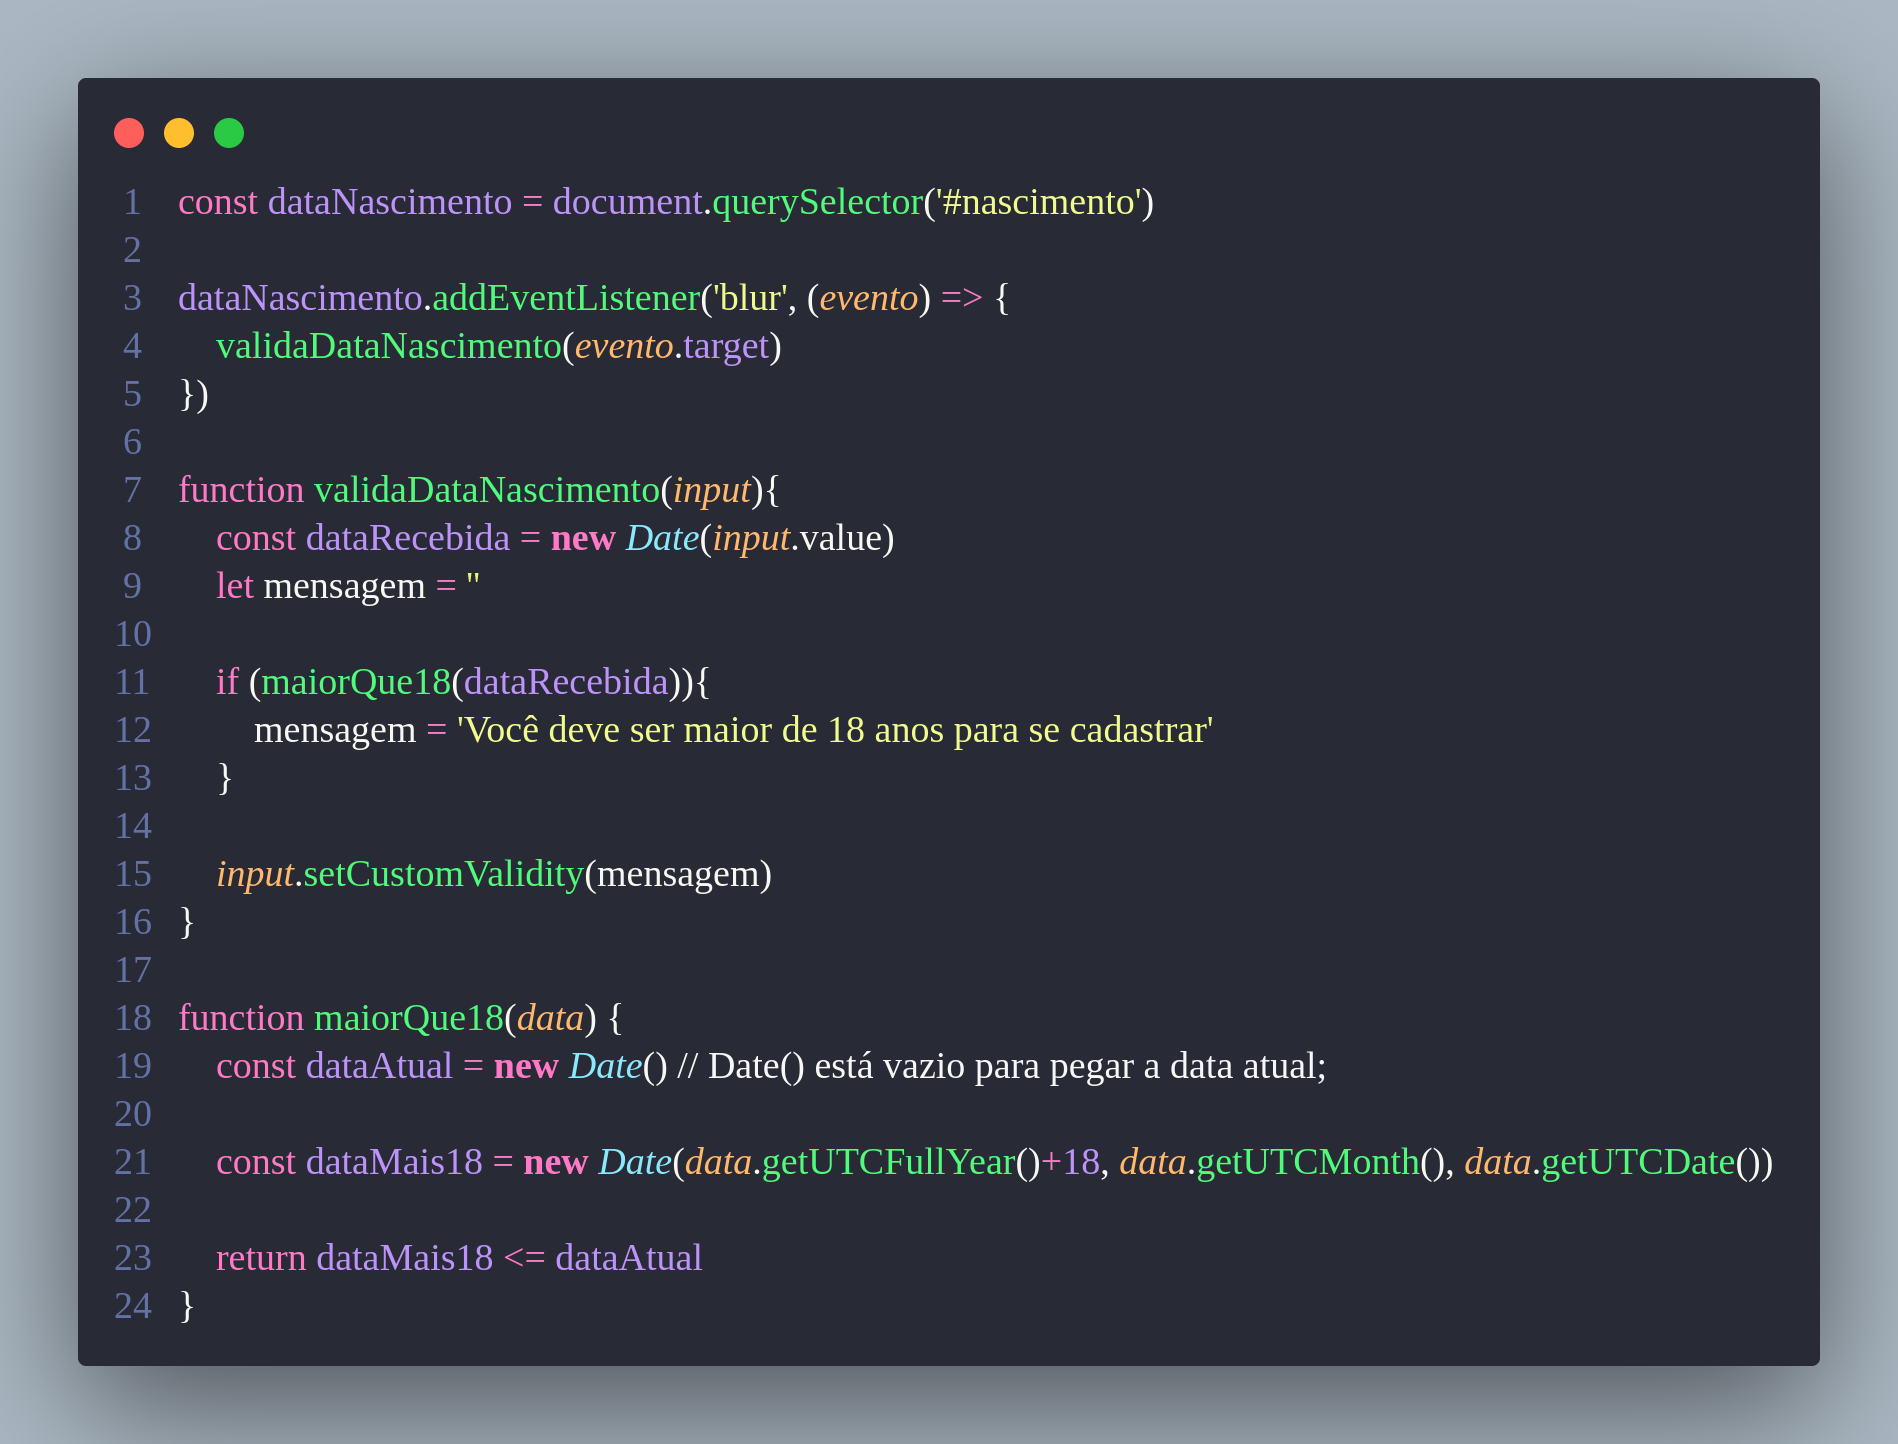 1 const dataNascimento = document.querySelector('#nascimento')
2
3 dataNascimento.addEventListener('blur', (evento) => {
4     validaDataNascimento(evento.target)
5 })
6
7 function validaDataNascimento(input){
8     const dataRecebida = new Date(input.value)
9     let mensagem = ''
10
11     if (maiorQue18(dataRecebida)){
12         mensagem = 'Você deve ser maior de 18 anos para se cadastrar'
13     }
14
15     input.setCustomValidity(mensagem)
16 }
17
18 function maiorQue18(data) {
19     const dataAtual = new Date() // Date() está vazio para pegar a data atual;
20
21     const dataMais18 = new Date(data.getUTCFullYear()+18, data.getUTCMonth(), data.getUTCDate())
22
23     return dataMais18 <= dataAtual
24 }